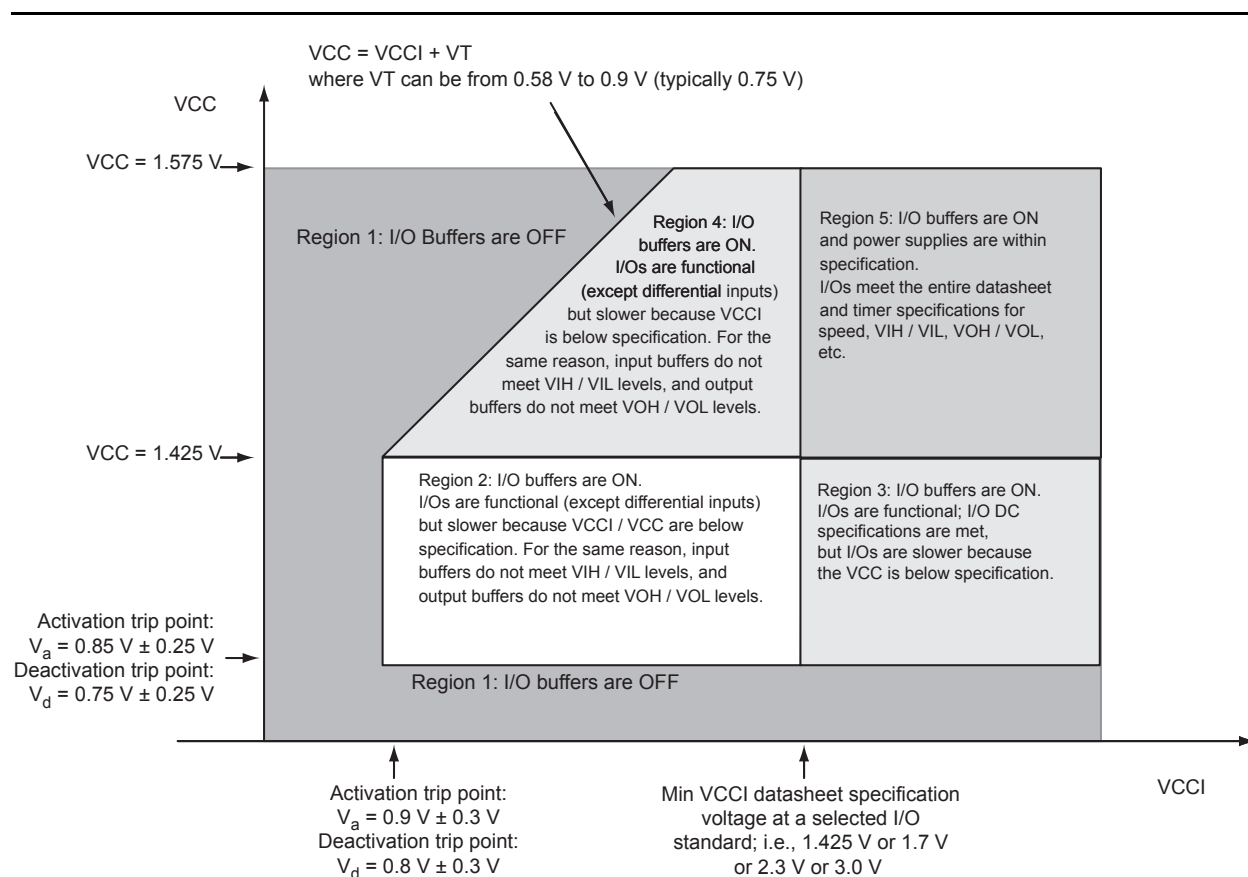 VCC = VCCI + VT
where VT can be from 0.58 V to 0.9 V (typically 0.75 V)
VCC
VCC = 1.575 V
Region 1: I/O Buffers are OFF
Region 4: I/O
buffers are ON.
I/Os are functional
(except differential inputs)
but slower because VCCI
is below specification. For the
same reason, input buffers do not
meet VIH / VIL levels, and output
buffers do not meet VOH / VOL levels.
Region 5: I/O buffers are ON
and power supplies are within
specification.
I/Os meet the entire datasheet
and timer specifications for
speed, VIH / VIL, VOH / VOL,
etc.
VCC = 1.425 V
Region 2: I/O buffers are ON.
I/Os are functional (except differential inputs)
but slower because VCCI / VCC are below
specification. For the same reason, input
buffers do not meet VIH / VIL levels, and
output buffers do not meet VOH / VOL levels.
Region 3: I/O buffers are ON.
I/Os are functional; I/O DC
specifications are met,
but I/Os are slower because
the VCC is below specification.
Activation trip point:
Va = 0.85 V ± 0.25 V
Deactivation trip point:
Vd = 0.75 V ± 0.25 V
Region 1: I/O buffers are OFF
Activation trip point:
Va = 0.9 V ± 0.3 V
Deactivation trip point:
Vd = 0.8 V ± 0.3 V
Min VCCI datasheet specification
voltage at a selected I/O
standard; i.e., 1.425 V or 1.7 V
or 2.3 V or 3.0 V
VCCI